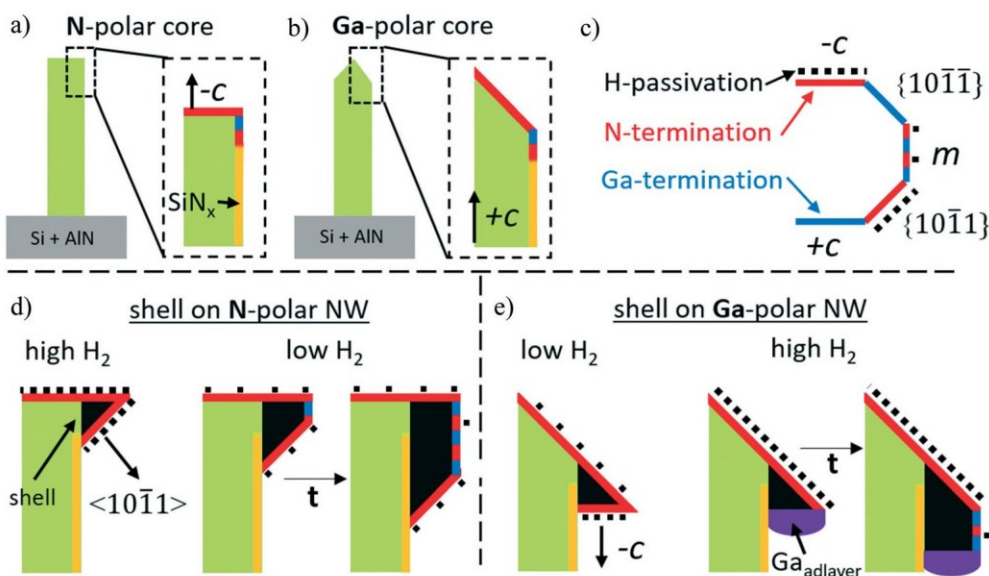 a)
N-polar core
-c
SiNₓ
Si + AlN
b)
Ga-polar core
+c
Si + AlN
c)
-c
H-passivation
{101̄1̄}
N-termination
m
Ga-termination
{101̄1}
+c
d)
shell on N-polar NW
high H₂
low H₂
shell
<101̄1>
t
e)
shell on Ga-polar NW
low H₂
high H₂
t
-c
Ga adlayer